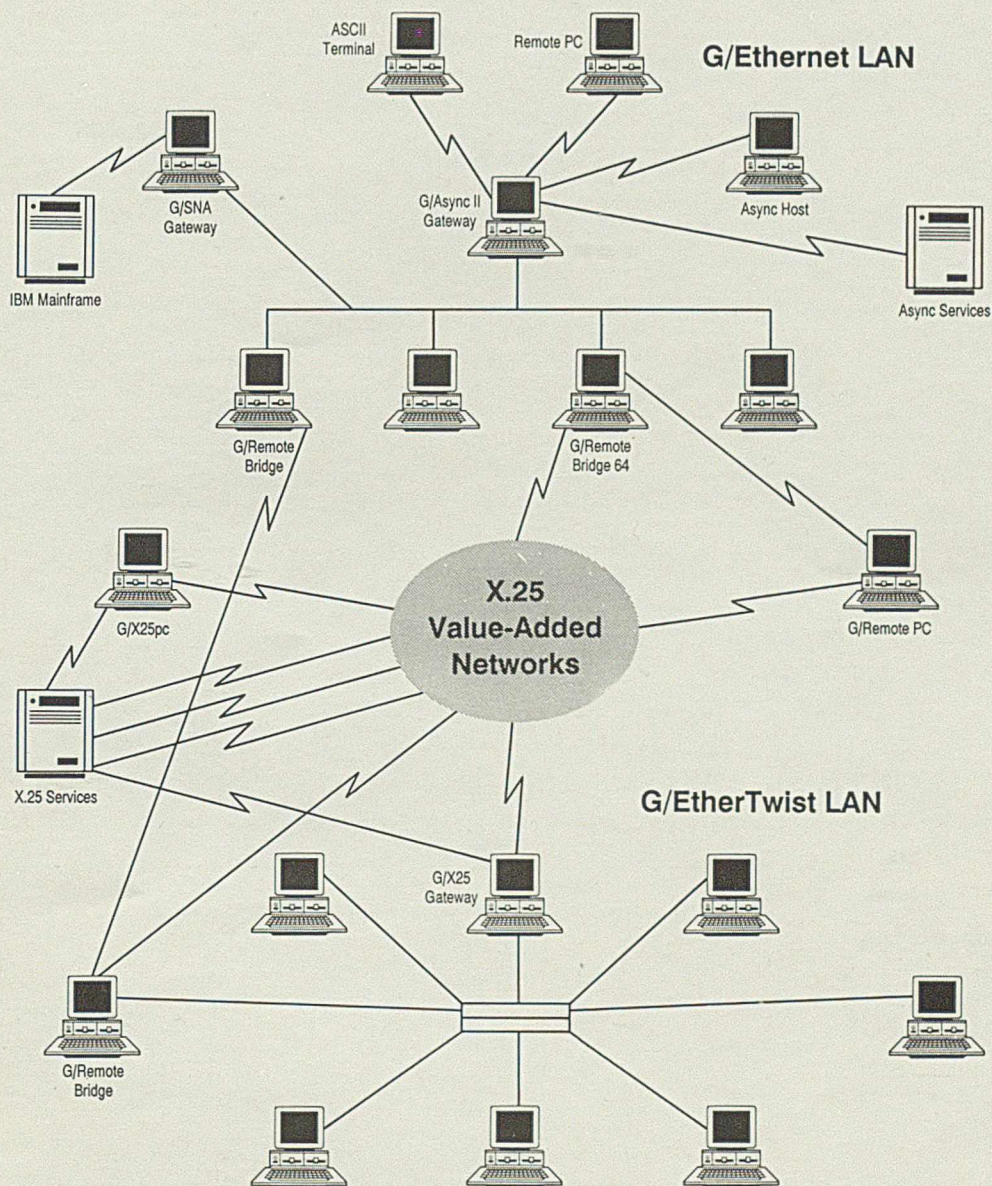 ASCII
Terminal
Remote PC
G/Ethernet LAN
G/SNA
Gateway
G/Async II
Gateway
Async Host
IBM Mainframe
Async Services
G/Remote
Bridge
G/Remote
Bridge 64
G/X25pc
X.25
Value-Added
Networks
G/Remote PC
X.25 Services
G/EtherTwist LAN
G/X25
Gateway
G/Remote
Bridge